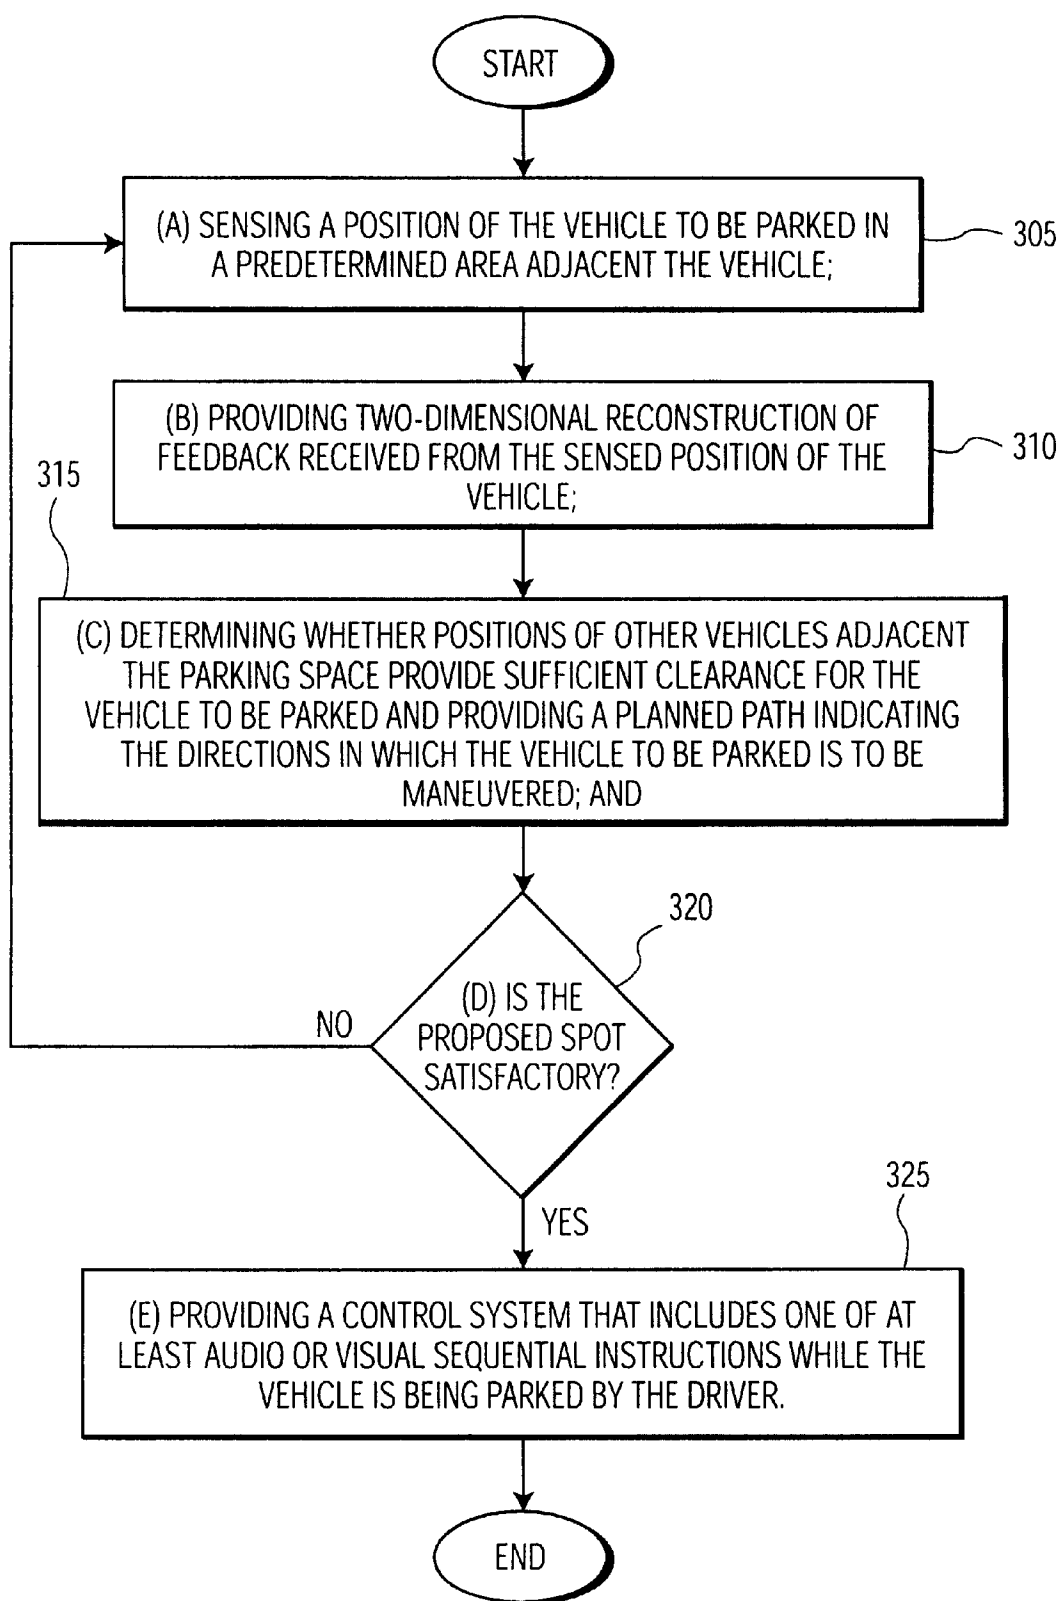 START
(A) SENSING A POSITION OF THE VEHICLE TO BE PARKED IN
A PREDETERMINED AREA ADJACENT THE VEHICLE;
305
(B) PROVIDING TWO-DIMENSIONAL RECONSTRUCTION OF
FEEDBACK RECEIVED FROM THE SENSED POSITION OF THE
VEHICLE;
310
315
(C) DETERMINING WHETHER POSITIONS OF OTHER VEHICLES ADJACENT
THE PARKING SPACE PROVIDE SUFFICIENT CLEARANCE FOR THE
VEHICLE TO BE PARKED AND PROVIDING A PLANNED PATH INDICATING
THE DIRECTIONS IN WHICH THE VEHICLE TO BE PARKED IS TO BE
MANEUVERED; AND
320
(D) IS THE
PROPOSED SPOT
SATISFACTORY?
NO
YES
325
(E) PROVIDING A CONTROL SYSTEM THAT INCLUDES ONE OF AT
LEAST AUDIO OR VISUAL SEQUENTIAL INSTRUCTIONS WHILE THE
VEHICLE IS BEING PARKED BY THE DRIVER.
END